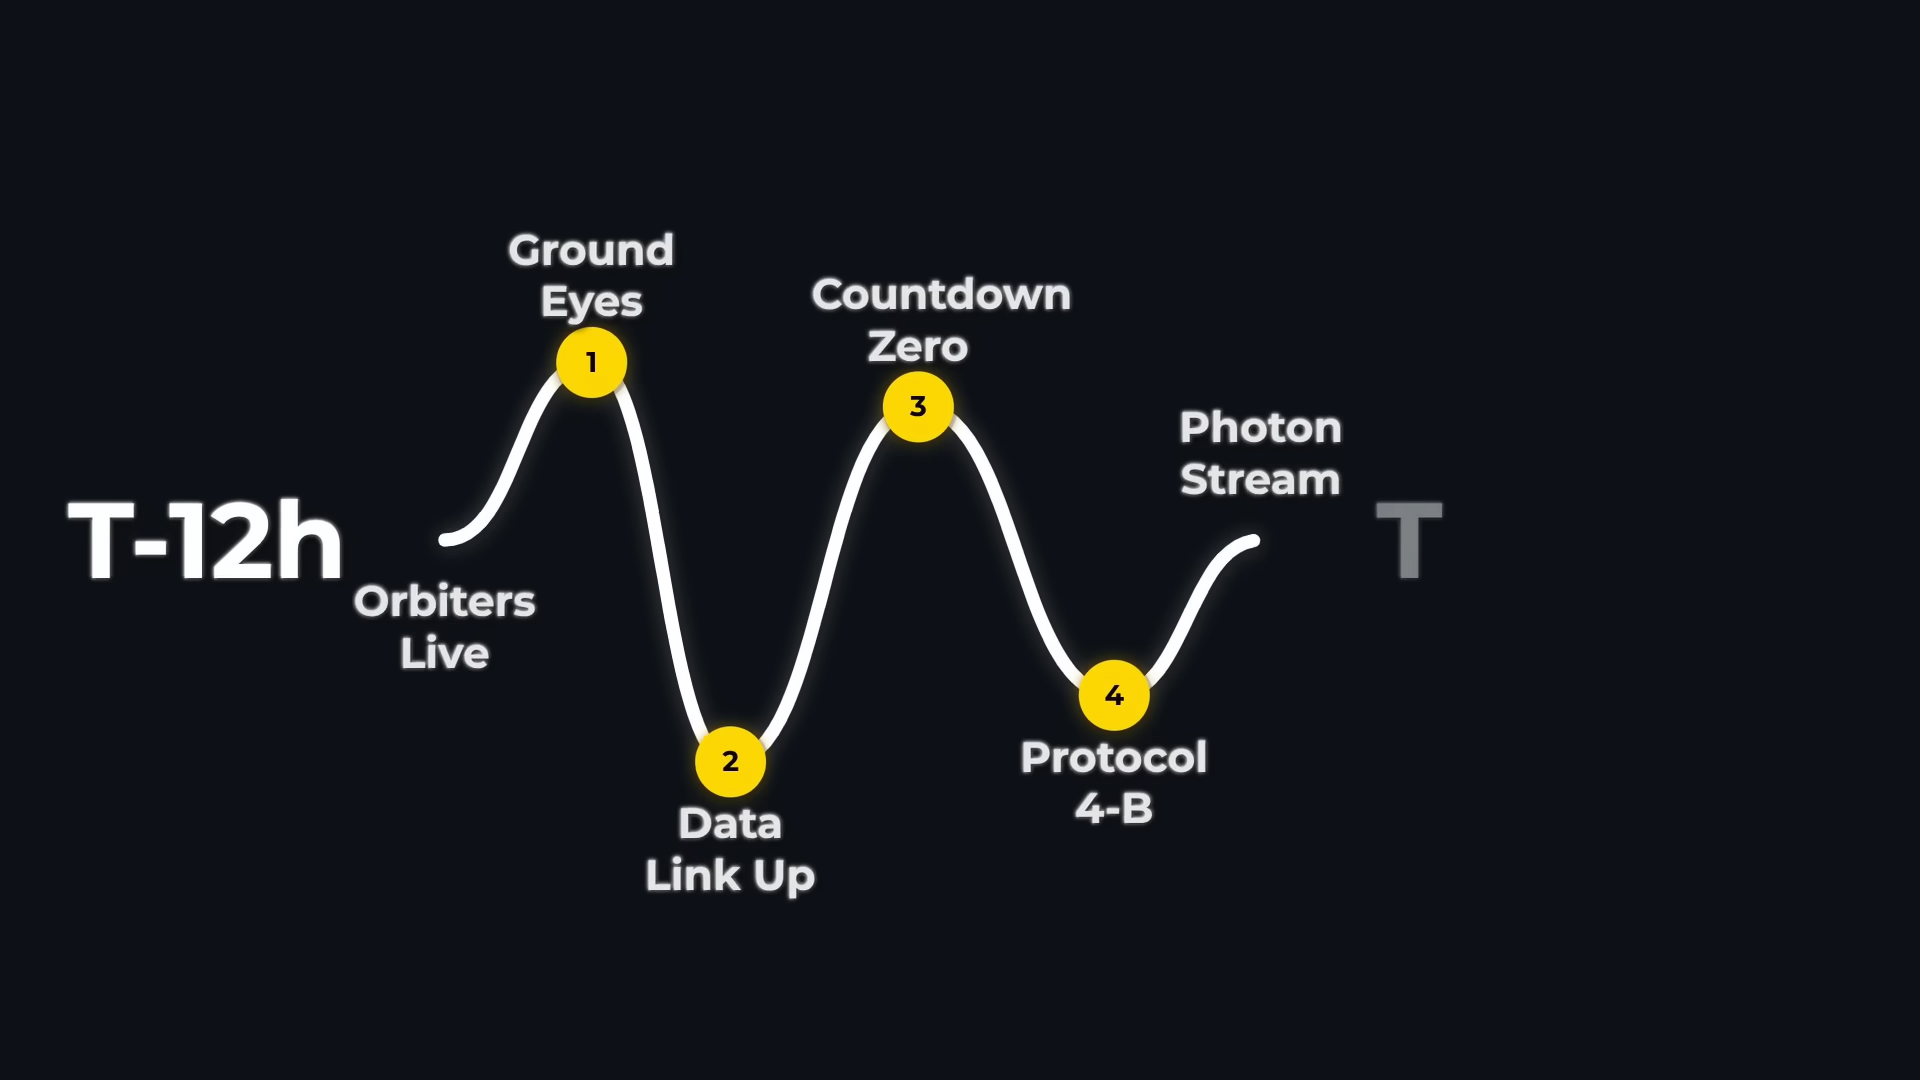 T-12h
Orbiters
Live
Ground
Eyes
1
2
Data
Link Up
Countdown
Zero
3
4
Protocol
4-B
Photon
Stream
T